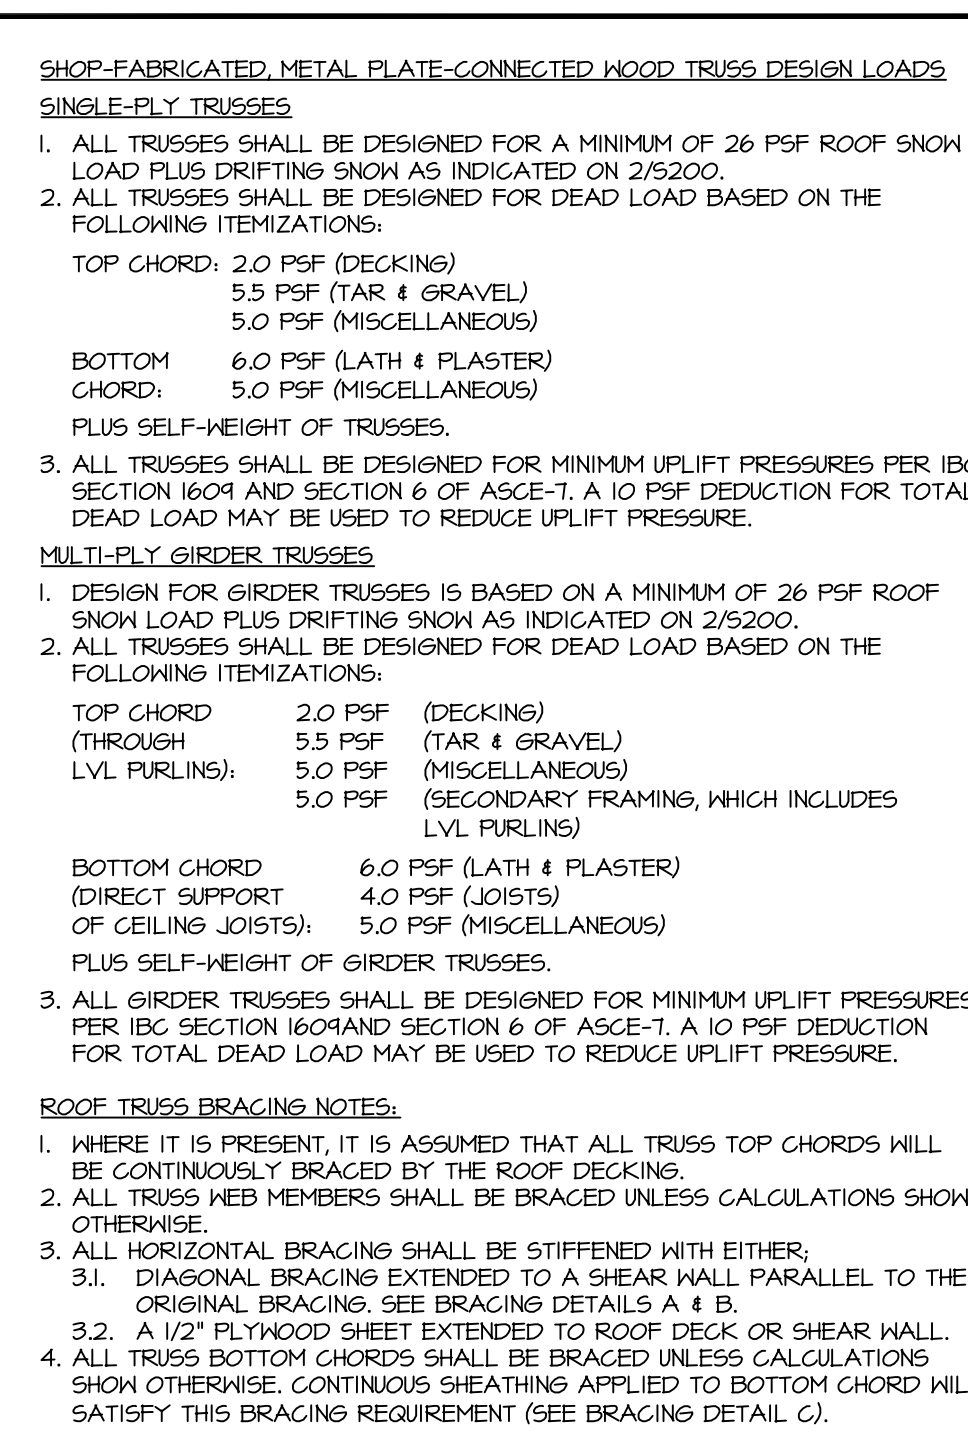 SHOP-FABRICATED, METAL PLATE-CONNECTED WOOD TRUSS DESIGN LOADS
SINGLE-PLY TRUSSES
1. ALL TRUSSES SHALL BE DESIGNED FOR A MINIMUM OF 26 PSF ROOF SNOW
LOAD PLUS DRIFTING SNOW AS INDICATED ON 2/S200.
2. ALL TRUSSES SHALL BE DESIGNED FOR DEAD LOAD BASED ON THE
FOLLOWING ITEMIZATIONS:
TOP CHORD: 2.0 PSF (DECKING)
5.5 PSF (TAR & GRAVEL)
5.0 PSF (MISCELLANEOUS)
BOTTOM 6.0 PSF (LATH & PLASTER)
CHORD: 5.0 PSF (MISCELLANEOUS)
PLUS SELF-WEIGHT OF TRUSSES.
3. ALL TRUSSES SHALL BE DESIGNED FOR MINIMUM UPLIFT PRESSURES PER IBC
SECTION 1609 AND SECTION 6 OF ASCE-7. A 10 PSF DEDUCTION FOR TOTAL
DEAD LOAD MAY BE USED TO REDUCE UPLIFT PRESSURE.
MULTI-PLY GIRDER TRUSSES
1. DESIGN FOR GIRDER TRUSSES IS BASED ON A MINIMUM OF 26 PSF ROOF
SNOW LOAD PLUS DRIFTING SNOW AS INDICATED ON 2/S200.
2. ALL TRUSSES SHALL BE DESIGNED FOR DEAD LOAD BASED ON THE
FOLLOWING ITEMIZATIONS:
TOP CHORD 2.0 PSF (DECKING)
(THROUGH 5.5 PSF (TAR & GRAVEL)
LVL PURLINS): 5.0 PSF (MISCELLANEOUS)
5.0 PSF (SECONDARY FRAMING, WHICH INCLUDES
LVL PURLINS)
BOTTOM CHORD 6.0 PSF (LATH & PLASTER)
(DIRECT SUPPORT 4.0 PSF (JOISTS)
OF CEILING JOISTS): 5.0 PSF (MISCELLANEOUS)
PLUS SELF-WEIGHT OF GIRDER TRUSSES.
3. ALL GIRDER TRUSSES SHALL BE DESIGNED FOR MINIMUM UPLIFT PRESSURES
PER IBC SECTION 1609AND SECTION 6 OF ASCE-7. A 10 PSF DEDUCTION
FOR TOTAL DEAD LOAD MAY BE USED TO REDUCE UPLIFT PRESSURE.
ROOF TRUSS BRACING NOTES:
1. WHERE IT IS PRESENT, IT IS ASSUMED THAT ALL TRUSS TOP CHORDS WILL
BE CONTINUOUSLY BRACED BY THE ROOF DECKING.
2. ALL TRUSS WEB MEMBERS SHALL BE BRACED UNLESS CALCULATIONS SHOW
OTHERWISE.
3. ALL HORIZONTAL BRACING SHALL BE STIFFENED WITH EITHER;
3.1. DIAGONAL BRACING EXTENDED TO A SHEAR WALL PARALLEL TO THE
ORIGINAL BRACING. SEE BRACING DETAILS A & B.
3.2. A 1/2" PLYWOOD SHEET EXTENDED TO ROOF DECK OR SHEAR WALL.
4. ALL TRUSS BOTTOM CHORDS SHALL BE BRACED UNLESS CALCULATIONS
SHOW OTHERWISE. CONTINUOUS SHEATHING APPLIED TO BOTTOM CHORD WIL
SATISFY THIS BRACING REQUIREMENT (SEE BRACING DETAIL C).